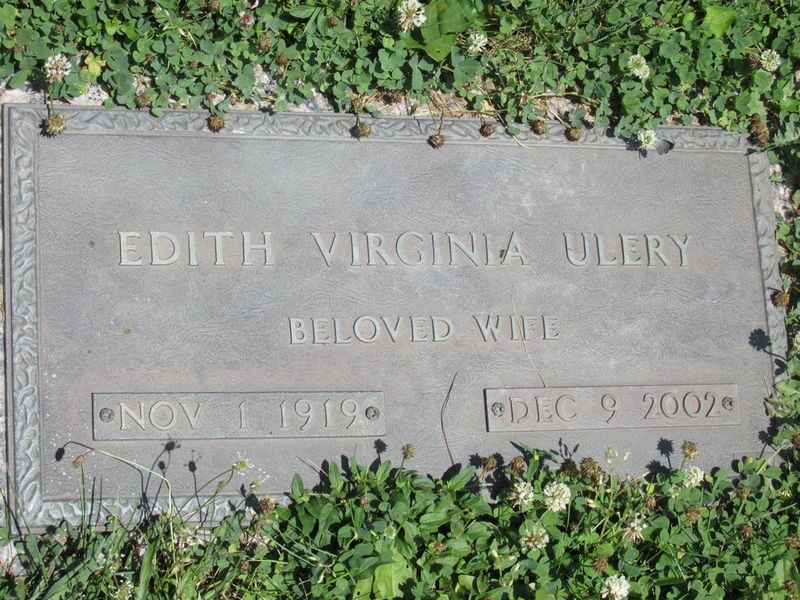 EDITH VIRGINIA ULERY
BELOVED WIFE
NOV 1 1919 DEC 9 2002